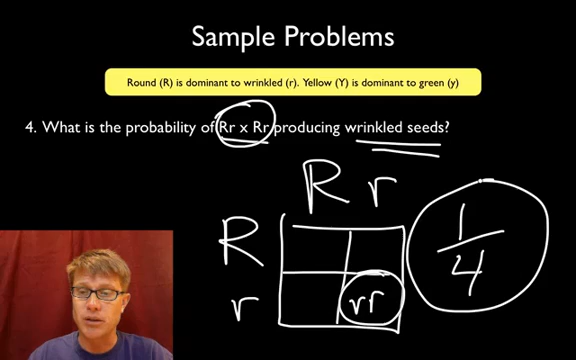 Sample Problems
Round (R) is dominant to wrinkled (r). Yellow (Y) is dominant to green (y)
4. What is the probability of Rr x Rr producing wrinkled seeds?
R r
R
r
rr
1
4